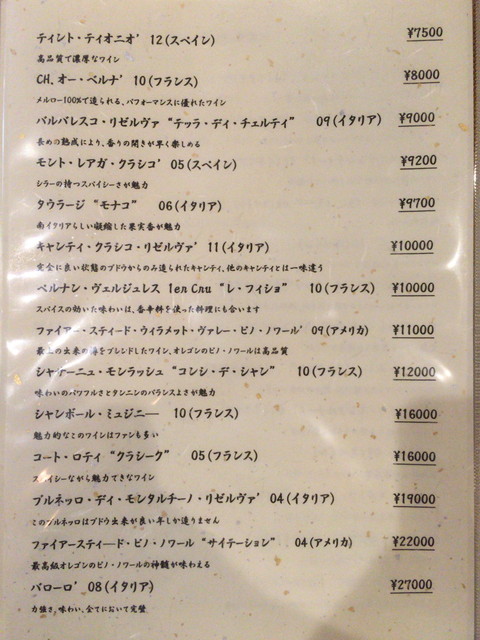 ティント・ティオニオ' 12(スペイン) ¥7500
高品質で濃厚なワイン
CH.オー・ベルナ' 10(フランス) ¥8000
メルロー100%で造られる、パフォーマンスに優れたワイン
バルバレスコ・リゼルヴァ “テッラ・ディ・チェルティ” 09(イタリア) ¥9000
長めの熟成により、香りの開きが早く楽しめる
モント・レアガ・クラシコ' 05(スペイン) ¥9200
シラーの持つスパイシーさが魅力
タウラージ “モナコ” 06(イタリア) ¥9700
南イタリアらしい凝縮した果実香が魅力
キャンティ・クラシコ・リゼルヴァ' 11(イタリア) ¥10000
完全に良い状態のブドウからのみ造られたキャンティ、他のキャンティとは一味違う
ペルナン・ヴェルジュレス 1er Cru “レ・フィショ” 10(フランス) ¥10000
スパイスの効いた味わいは、香辛料を使った料理にも合います
ファイアー・スティード・ウィラメット・ヴァレー・ピノ・ノワール' 09(アメリカ) ¥11000
最上の出来の樽をブレンドしたワイン、オレゴンのピノ・ノワールは高品質
シャサーニュ・モンラッシュ “コンシ・デ・シャン” 10(フランス) ¥12000
味わいのパワフルさとタンニンのバランスよさが魅力
シャンボール・ミュジニー 10(フランス) ¥16000
魅力的なこのワインはファンも多い
コート・ロティ “クラシーク” 05(フランス) ¥16000
スパイシーながら魅力できなワイン
ブルネッロ・ディ・モンタルチーノ・リゼルヴァ' 04(イタリア) ¥19000
このブルネッロはブドウ出来が良い年しか造りません
ファイアースティード・ピノ・ノワール “サイテーション” 04(アメリカ) ¥22000
最高級オレゴンのピノ・ノワールの神髄が味わえる
バローロ' 08(イタリア) ¥27000
力強さ、味わい、全てにおいて完璧